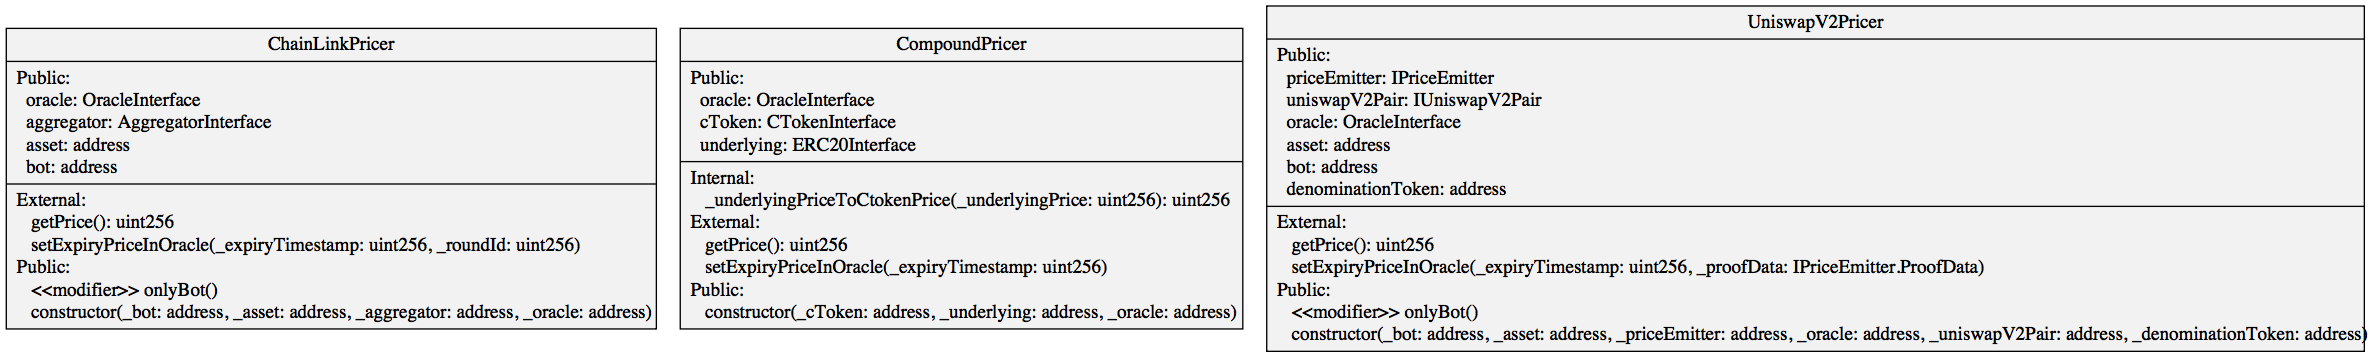 ChainLinkPricer
Public:
oracle: OracleInterface
aggregator: AggregatorInterface
asset: address
bot: address
External:
getPrice(): uint256
setExpiryPriceInOracle(_expiryTimestamp: uint256, _roundId: uint256)
Public:
<<modifier>> onlyBot()
constructor(_bot: address, _asset: address, _aggregator: address, _oracle: address)
CompoundPricer
Public:
oracle: OracleInterface
cToken: CTokenInterface
underlying: ERC20Interface
Internal:
_underlyingPriceToCtokenPrice(_underlyingPrice: uint256): uint256
External:
getPrice(): uint256
setExpiryPriceInOracle(_expiryTimestamp: uint256)
Public:
constructor(_cToken: address, _underlying: address, _oracle: address)
UniswapV2Pricer
Public:
priceEmitter: IPriceEmitter
uniswapV2Pair: IUniswapV2Pair
oracle: OracleInterface
asset: address
bot: address
denominationToken: address
External:
getPrice(): uint256
setExpiryPriceInOracle(_expiryTimestamp: uint256, _proofData: IPriceEmitter.ProofData)
Public:
<<modifier>> onlyBot()
constructor(_bot: address, _asset: address, _priceEmitter: address, _oracle: address, _uniswapV2Pair: address, _denominationToken: address)